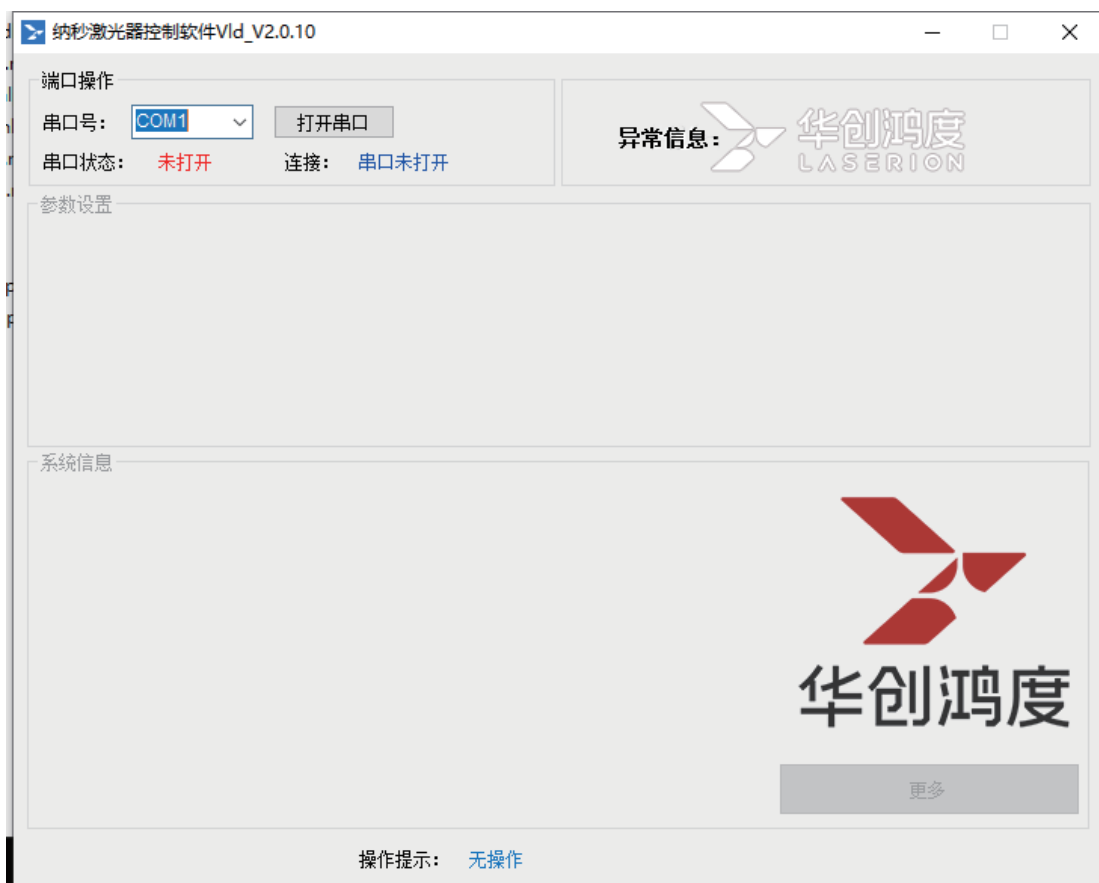 纳秒激光器控制软件Vld_V2.0.10
端口操作
串口号： COM1 打开串口
串口状态： 未打开 连接： 串口未打开
异常信息：
华创鸿度
LASERION
参数设置
系统信息
华创鸿度
更多
操作提示： 无操作